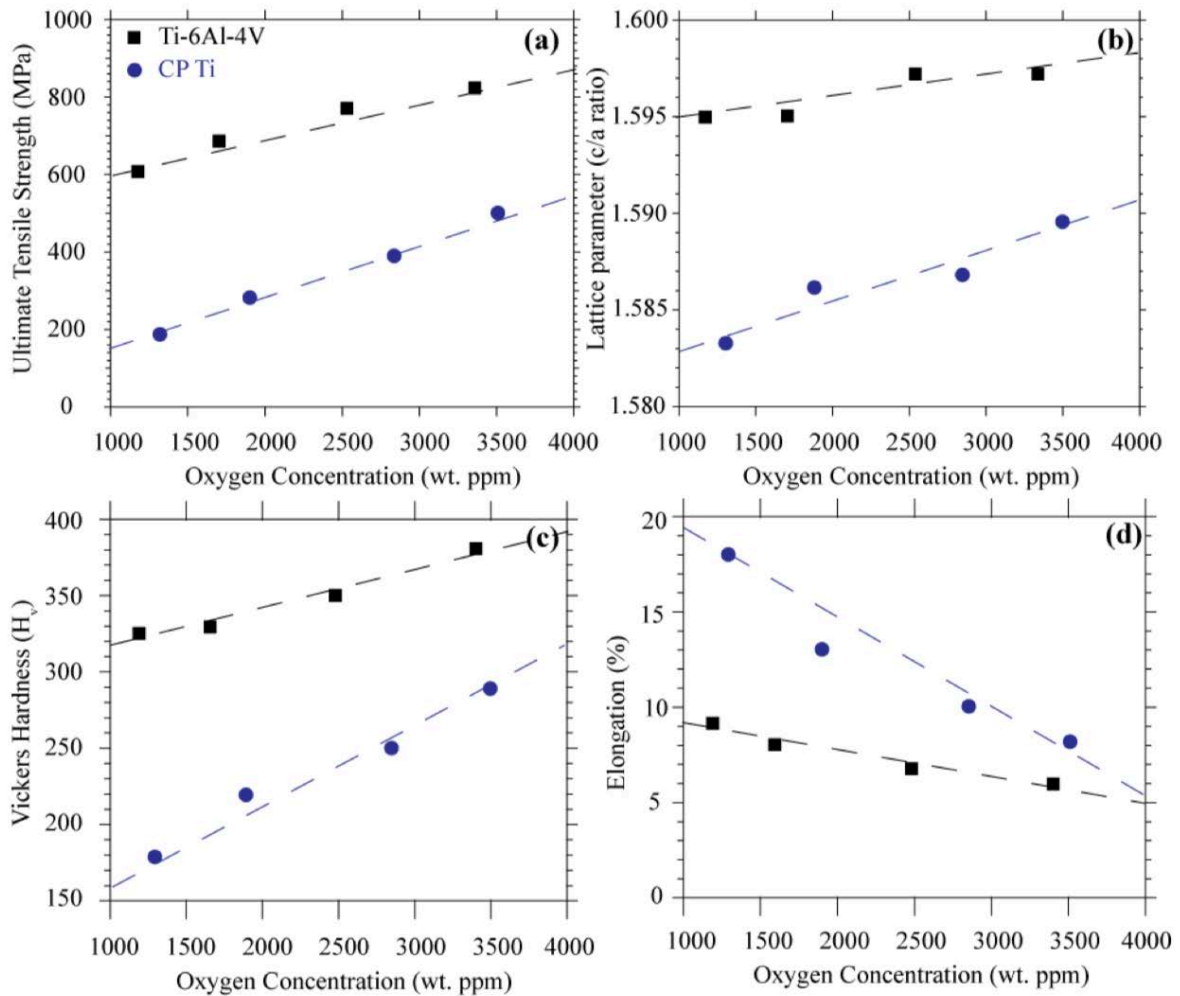 Ultimate Tensile Strength (MPa)
1000
800
600
400
200
0
Ti-6Al-4V
CP Ti
(a)
1000 1500 2000 2500 3000 3500 4000
Oxygen Concentration (wt. ppm)
Lattice parameter (c/a ratio)
1.600
1.595
1.590
1.585
1.580
(b)
1000 1500 2000 2500 3000 3500 4000
Oxygen Concentration (wt. ppm)
Vickers Hardness (Hv)
400
350
300
250
200
150
(c)
1000 1500 2000 2500 3000 3500 4000
Oxygen Concentration (wt. ppm)
Elongation (%)
20
15
10
5
0
(d)
1000 1500 2000 2500 3000 3500 4000
Oxygen Concentration (wt. ppm)